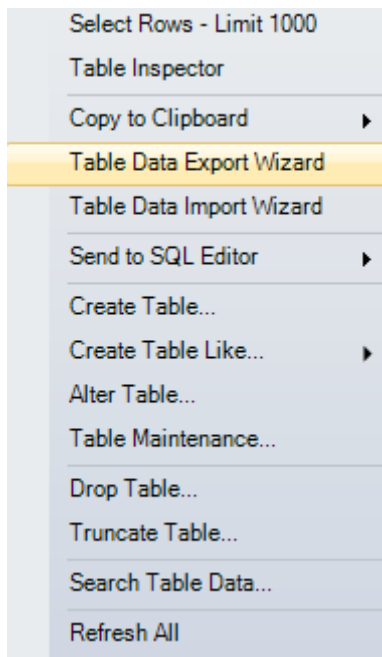 Select Rows - Limit 1000
Table Inspector
Copy to Clipboard
Table Data Export Wizard
Table Data Import Wizard
Send to SQL Editor
Create Table...
Create Table Like...
Alter Table...
Table Maintenance...
Drop Table...
Truncate Table...
Search Table Data...
Refresh All